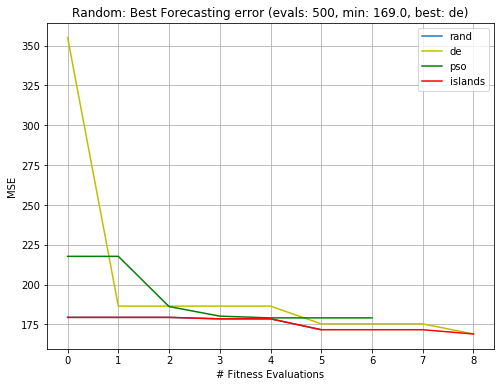 Random: Best Forecasting error (evals: 500, min: 169.0, best: de)
rand
de
pso
islands
350
325
300
275
250
225
200
175
MSE
0 1 2 3 4 5 6 7 8
# Fitness Evaluations